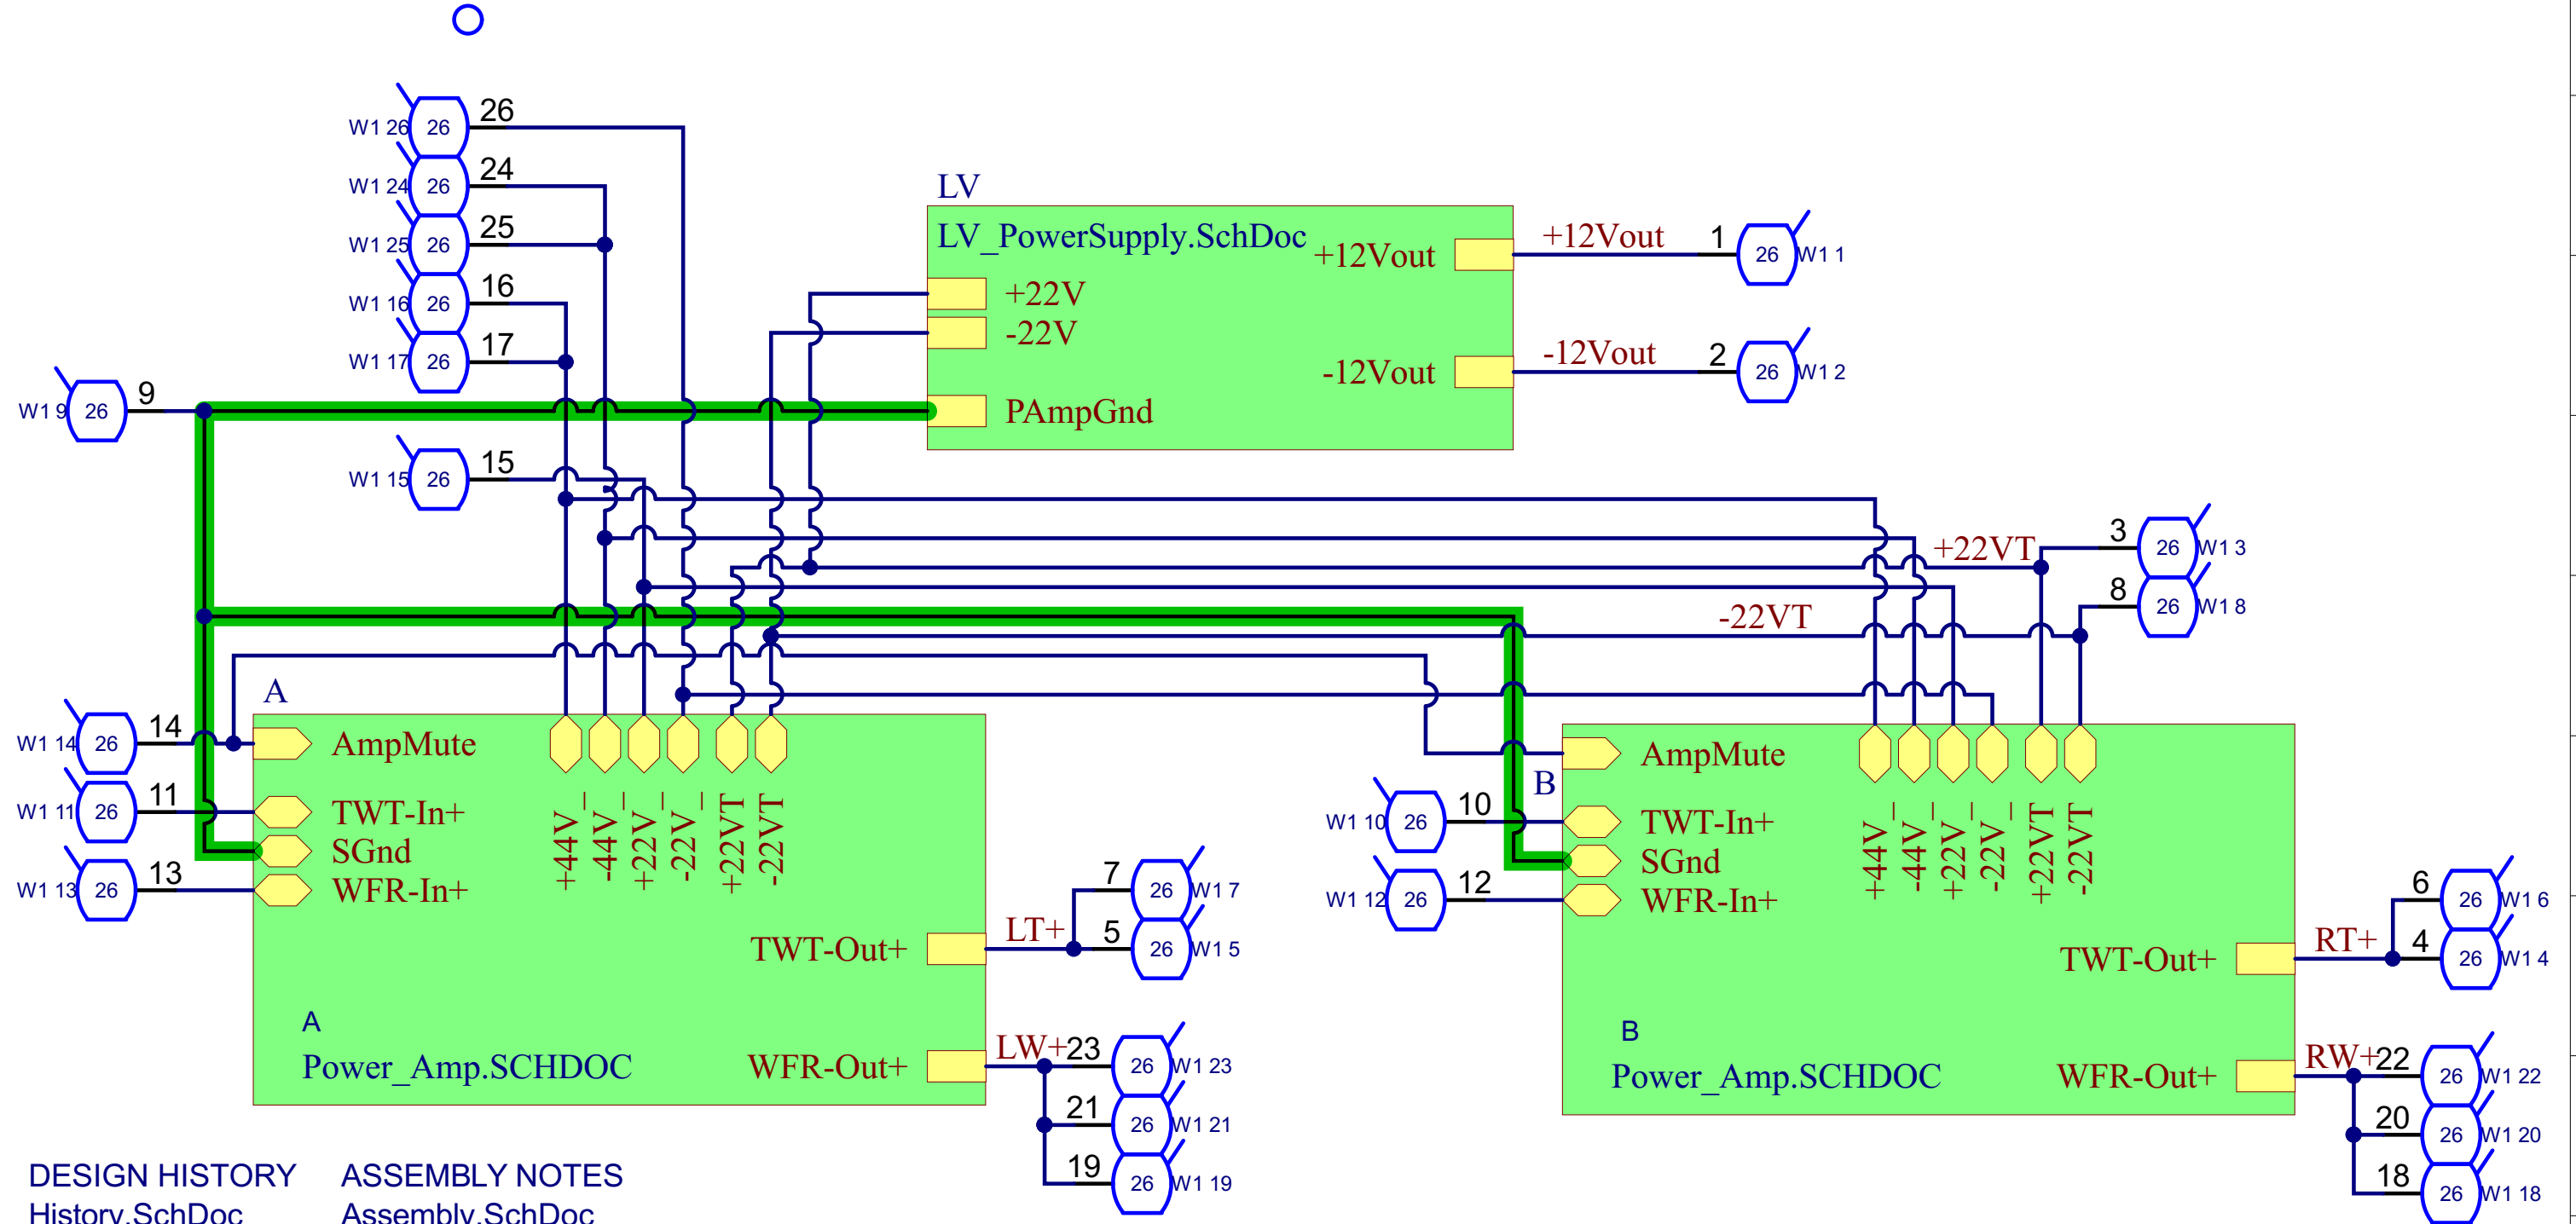 26
W1 26 26
24
W1 24 26
25
W1 25 26
16
W1 16 26
17
W1 17 26
9
W1 9 26
15
W1 15 26
LV
LV_PowerSupply.SchDoc
+22V
-22V
PAmpGnd
+12Vout
-12Vout
+12Vout 1
26 W1 1
-12Vout 2
26 W1 2
+22VT 3
26 W1 3
-22VT 8
26 W1 8
A
14
W1 14 26
11
W1 11 26
13
W1 13 26
AmpMute
TWT-In+
SGnd
WFR-In+
+44V_
-44V_
+22V_
-22V_
+22VT
-22VT
TWT-Out+
WFR-Out+
A
Power_Amp.SCHDOC
LT+ 7
26 W1 7
5
26 W1 5
LW+ 23
26 W1 23
21
26 W1 21
19
26 W1 19
B
10
W1 10 26
12
W1 12 26
AmpMute
TWT-In+
SGnd
WFR-In+
+44V_
-44V_
+22V_
-22V_
+22VT
-22VT
TWT-Out+
WFR-Out+
B
Power_Amp.SCHDOC
RT+ 6
26 W1 6
4
26 W1 4
RW+ 22
26 W1 22
20
26 W1 20
18
26 W1 18
DESIGN HISTORY
History.SchDoc
ASSEMBLY NOTES
Assembly.SchDoc